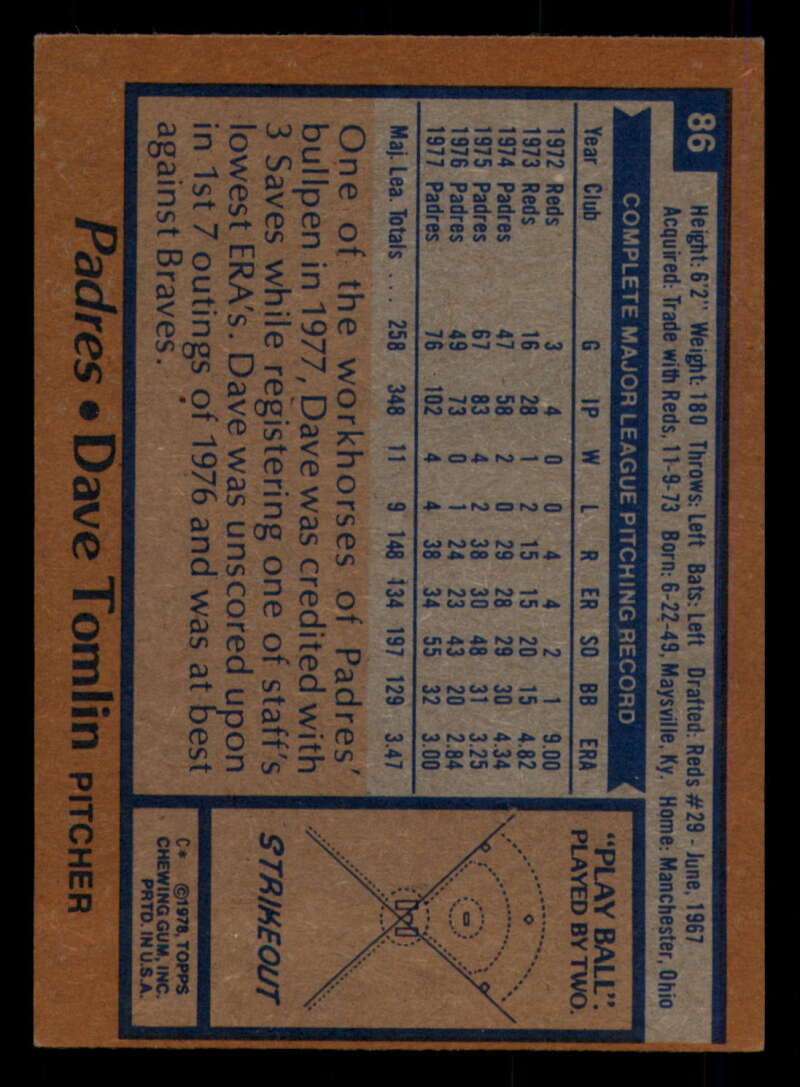 86
Height: 6'2" Weight: 180 Throws: Left Bats: Left Drafted: Reds #29 - June, 1967
Acquired: Trade with Reds, 11-9-73 Born: 6-22-49, Maysville, Ky. Home: Manchester, Ohio
COMPLETE MAJOR LEAGUE PITCHING RECORD
Year Club G IP W L R ER SO BB ERA
1972 Reds 3 4 0 0 4 4 2 1 9.00
1973 Reds 16 28 1 2 15 15 20 15 4.82
1974 Padres 47 58 2 0 29 28 29 30 4.34
1975 Padres 67 83 4 2 38 30 48 31 3.25
1976 Padres 49 73 0 1 24 23 43 20 2.84
1977 Padres 76 102 4 4 38 34 55 32 3.00
Maj. Lea. Totals ... 258 348 11 9 148 134 197 129 3.47
One of the workhorses of Padres'
bullpen in 1977, Dave was credited with
3 Saves while registering one of staff's
lowest ERA's. Dave was unscored upon
in 1st 7 outings of 1976 and was at best
against Braves.
"PLAY BALL":
PLAYED BY TWO.
STRIKEOUT
C* ©1978, TOPPS
CHEWING GUM, INC.
PRTD. IN U.S.A.
Padres • Dave Tomlin PITCHER